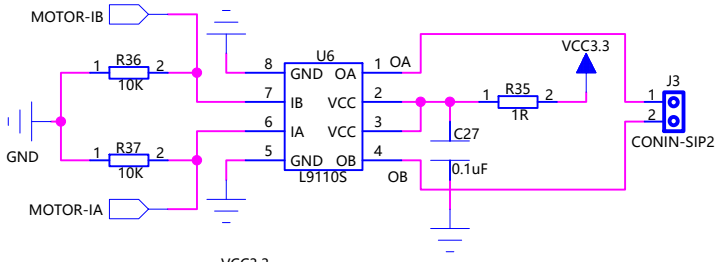 MOTOR-IB
R36
1 2
10K
GND
R37
1 2
10K
MOTOR-IA
U6
8 GND OA 1 OA
7 IB VCC 2
6 IA VCC 3
5 GND OB 4 OB
L9110S
C27
0.1uF
R35
1 2
1R
VCC3.3
J3
1
2
CONIN-SIP2